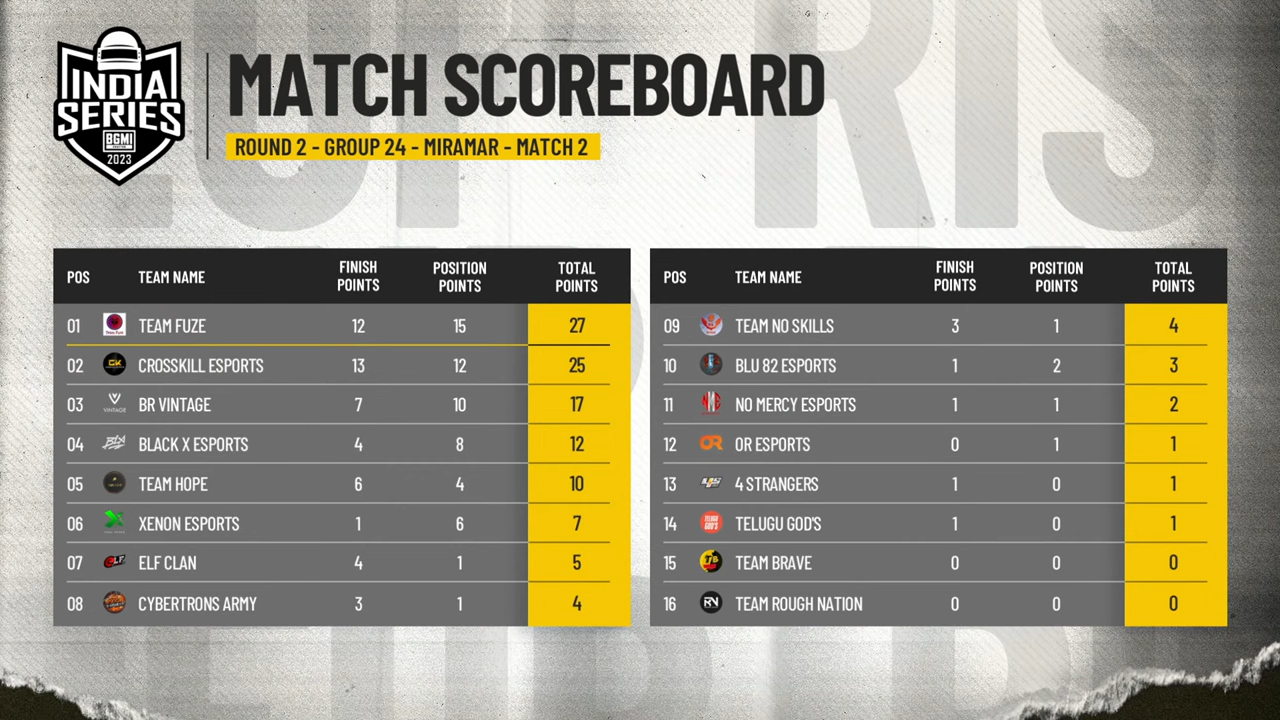 INDIA
SERIES
BGMI
2023
MATCH SCOREBOARD
ROUND 2 - GROUP 24 - MIRAMAR - MATCH 2
POS TEAM NAME FINISH POINTS POSITION POINTS TOTAL POINTS
01 TEAM FUZE 12 15 27
02 CROSSKILL ESPORTS 13 12 25
03 BR VINTAGE 7 10 17
04 BLACK X ESPORTS 4 8 12
05 TEAM HOPE 6 4 10
06 XENON ESPORTS 1 6 7
07 ELF CLAN 4 1 5
08 CYBERTRONS ARMY 3 1 4
POS TEAM NAME FINISH POINTS POSITION POINTS TOTAL POINTS
09 TEAM NO SKILLS 3 1 4
10 BLU 82 ESPORTS 1 2 3
11 NO MERCY ESPORTS 1 1 2
12 OR ESPORTS 0 1 1
13 4 STRANGERS 1 0 1
14 TELUGU GOD'S 1 0 1
15 TEAM BRAVE 0 0 0
16 TEAM ROUGH NATION 0 0 0